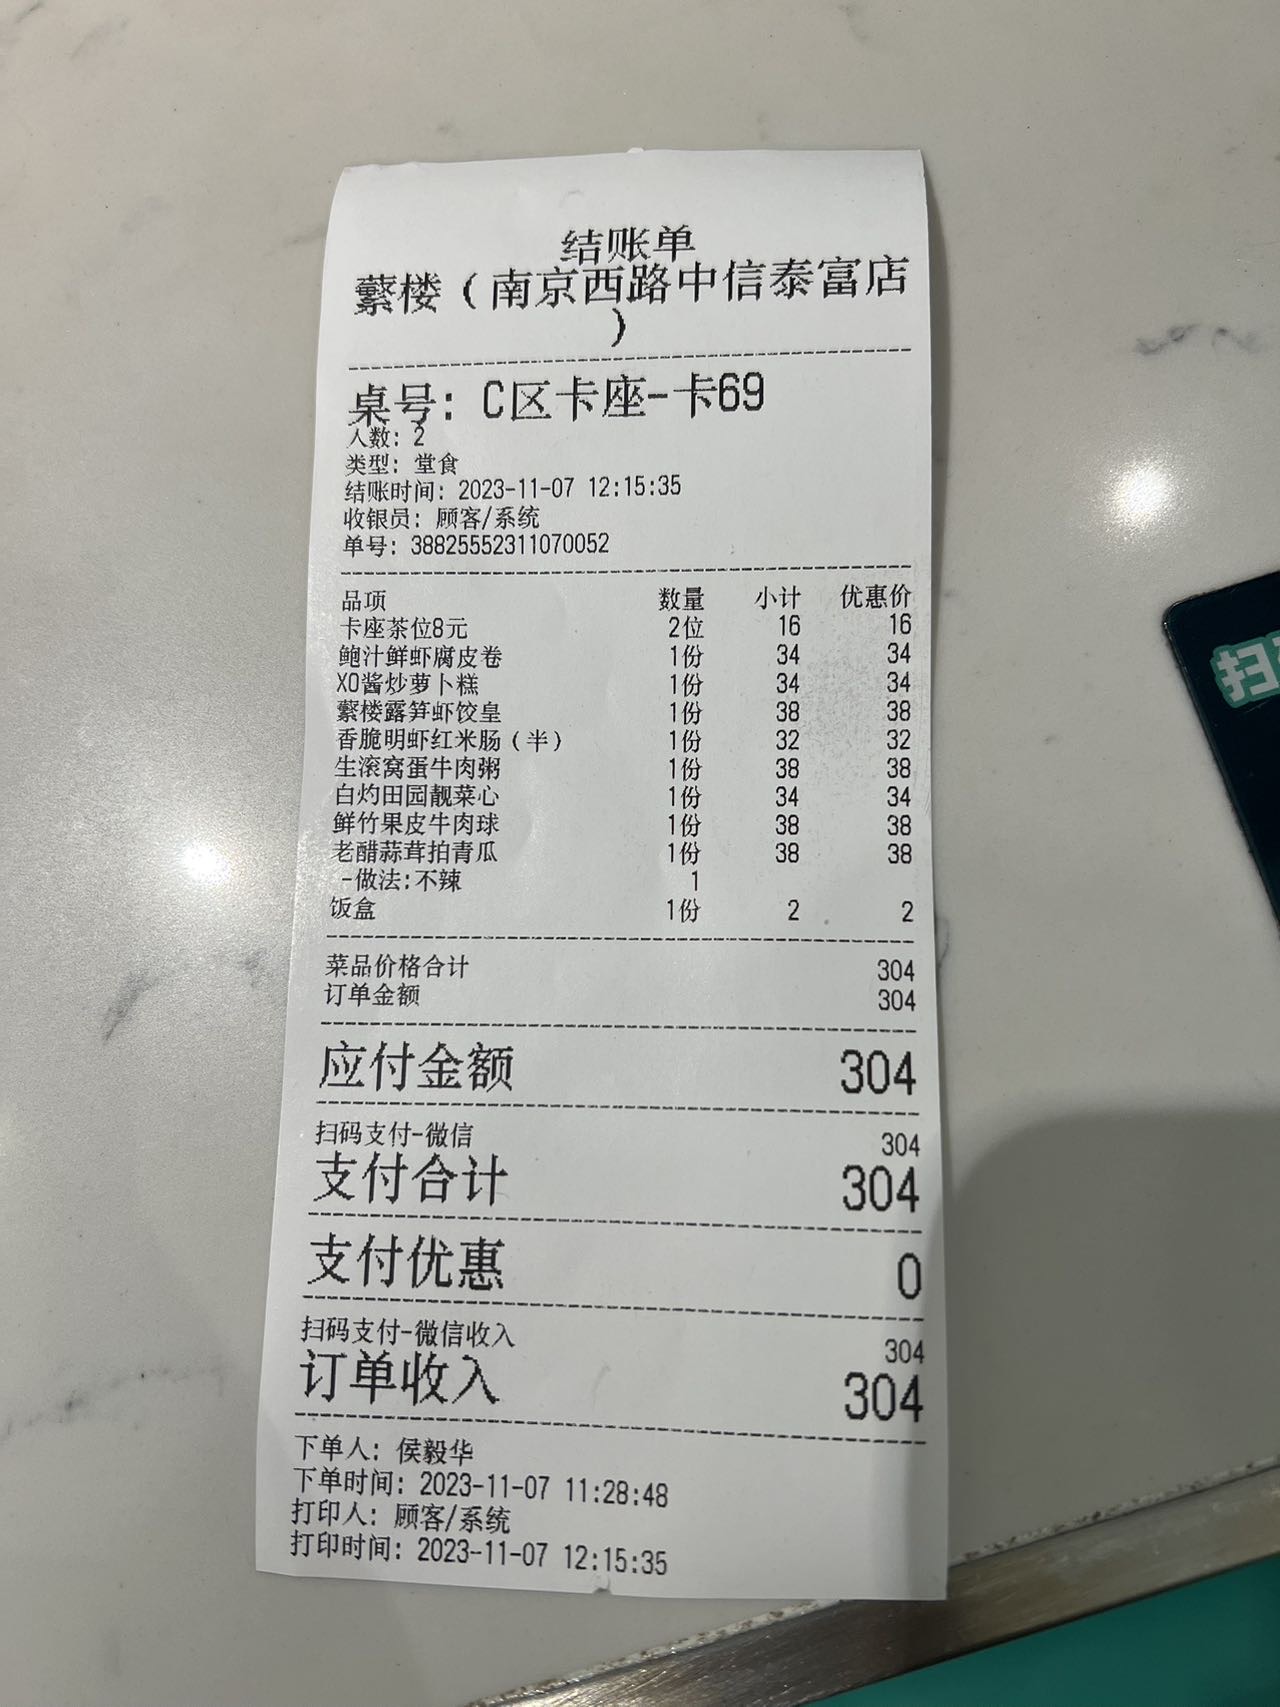 结账单
蘩楼（南京西路中信泰富店
）
桌号: C区卡座-卡69
人数: 2
类型: 堂食
结账时间: 2023-11-07 12:15:35
收银员: 顾客/系统
单号: 38825552311070052
品项 数量 小计 优惠价
卡座茶位8元 2位 16 16
鲍汁鲜虾腐皮卷 1份 34 34
XO酱炒萝卜糕 1份 34 34
蘩楼露笋虾饺皇 1份 38 38
香脆明虾红米肠（半） 1份 32 32
生滚窝蛋牛肉粥 1份 38 38
白灼田园靓菜心 1份 34 34
鲜竹果皮牛肉球 1份 38 38
老醋蒜茸拍青瓜 1份 38 38
-做法:不辣 1
饭盒 1份 2 2
菜品价格合计 304
订单金额 304
应付金额 304
扫码支付-微信 304
支付合计 304
支付优惠 0
扫码支付-微信收入 304
订单收入 304
下单人: 侯毅华
下单时间: 2023-11-07 11:28:48
打印人: 顾客/系统
打印时间: 2023-11-07 12:15:35
扫